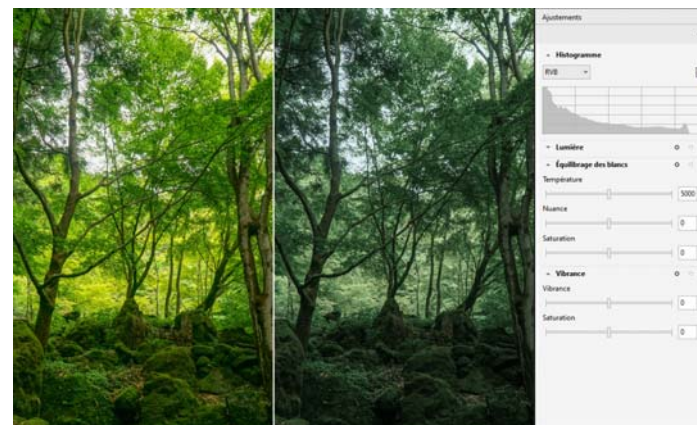 Ajustements
Histogramme
RVB
Lumière
Équilibrage des blancs
Température
5000
Nuance
0
Saturation
0
Vibrance
Vibrance
0
Saturation
0